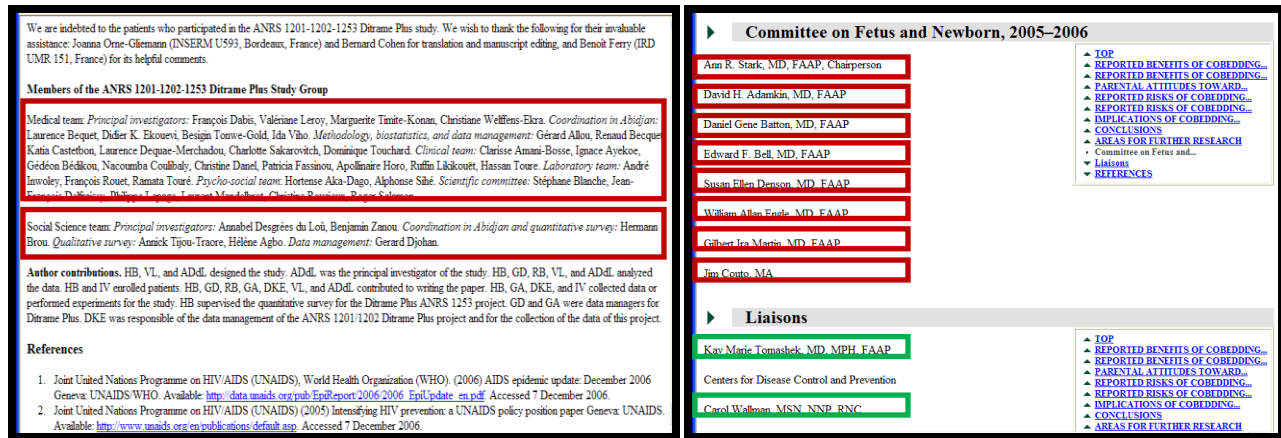 We are indebted to the patients who participated in the ANRS 1201-1202-1253 Ditrame Plus study. We wish to thank the following for their invaluable
assistance: Joanna Orne-Gliemann (INSERM U593, Bordeaux, France) and Bernard Cohen for translation and manuscript editing, and Benoît Ferry (IRD
UMR 151, France) for its helpful comments.
Members of the ANRS 1201-1202-1253 Ditrame Plus Study Group
Medical team: Principal investigators: François Dabis, Valériane Leroy, Marguerite Timite-Konan, Christiane Welffens-Ekra. Coordination in Abidjan:
Laurence Bequet, Didier K. Ekouevi, Besigin Tonwe-Gold, Ida Viho. Methodology, biostatistics, and data management: Gérard Allou, Renaud Becquet
Katia Castetbon, Laurence Dequae-Merchadou, Charlotte Sakarovitch, Dominique Touchard. Clinical team: Clarisse Amani-Bosse, Ignace Ayekoe,
Gédéon Bédikou, Nacoumba Coulibaly, Christine Danel, Patricia Fassinou, Apollinaire Horo, Ruffin Likikouët, Hassan Toure. Laboratory team: André
Inwoley, François Rouet, Ramata Touré. Psycho-social team: Hortense Aka-Dago, Alphonse Sihé. Scientific committee: Stéphane Blanche, Jean-
François Delfraissy, Philippe Lepage, Laurent Mandelbrot, Christine Rouzioux, Roger Salamon.
Social Science team: Principal investigators: Annabel Desgrées du Loû, Benjamin Zanou. Coordination in Abidjan and quantitative survey: Hermann
Brou. Qualitative survey: Annick Tijou-Traore, Hélène Agbo. Data management: Gerard Djohan.
Author contributions. HB, VL, and ADdL designed the study. ADdL was the principal investigator of the study. HB, GD, RB, VL, and ADdL analyzed
the data. HB and IV enrolled patients. HB, GD, RB, GA, DKE, VL, and ADdL contributed to writing the paper. HB, GA, DKE, and IV collected data or
performed experiments for the study. HB supervised the quantitative survey for the Ditrame Plus ANRS 1253 project. GD and GA were data managers for
Ditrame Plus. DKE was responsible of the data management of the ANRS 1201/1202 Ditrame Plus project and for the collection of the data of this project.
References
1. Joint United Nations Programme on HIV/AIDS (UNAIDS), World Health Organization (WHO). (2006) AIDS epidemic update: December 2006
Geneva: UNAIDS/WHO. Available: http://data.unaids.org/pub/EpiReport/2006/2006_EpiUpdate_en.pdf. Accessed 7 December 2006.
2. Joint United Nations Programme on HIV/AIDS (UNAIDS) (2005) Intensifying HIV prevention: a UNAIDS policy position paper Geneva: UNAIDS.
Available: http://www.unaids.org/en/publications/default.asp. Accessed 7 December 2006.
Committee on Fetus and Newborn, 2005–2006
Ann R. Stark, MD, FAAP, Chairperson
David H. Adamkin, MD, FAAP
Daniel Gene Batton, MD, FAAP
Edward F. Bell, MD, FAAP
Susan Ellen Denson, MD, FAAP
William Allan Engle, MD, FAAP
Gilbert Ira Martin, MD, FAAP
Jim Couto, MA
TOP
REPORTED BENEFITS OF COBEDDING...
REPORTED BENEFITS OF COBEDDING...
PARENTAL ATTITUDES TOWARD...
REPORTED RISKS OF COBEDDING...
REPORTED RISKS OF COBEDDING...
IMPLICATIONS OF COBEDDING...
CONCLUSIONS
AREAS FOR FURTHER RESEARCH
Committee on Fetus and...
Liaisons
REFERENCES
Liaisons
Kay Marie Tomashek, MD, MPH, FAAP
Centers for Disease Control and Prevention
Carol Wallman, MSN, NNP, RNC
TOP
REPORTED BENEFITS OF COBEDDING...
REPORTED BENEFITS OF COBEDDING...
PARENTAL ATTITUDES TOWARD...
REPORTED RISKS OF COBEDDING...
REPORTED RISKS OF COBEDDING...
IMPLICATIONS OF COBEDDING...
CONCLUSIONS
AREAS FOR FURTHER RESEARCH